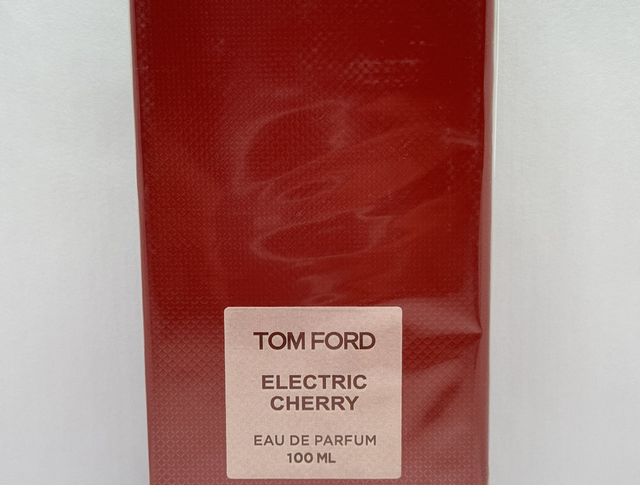 TOM FORD
ELECTRIC
CHERRY
EAU DE PARFUM
100 ML